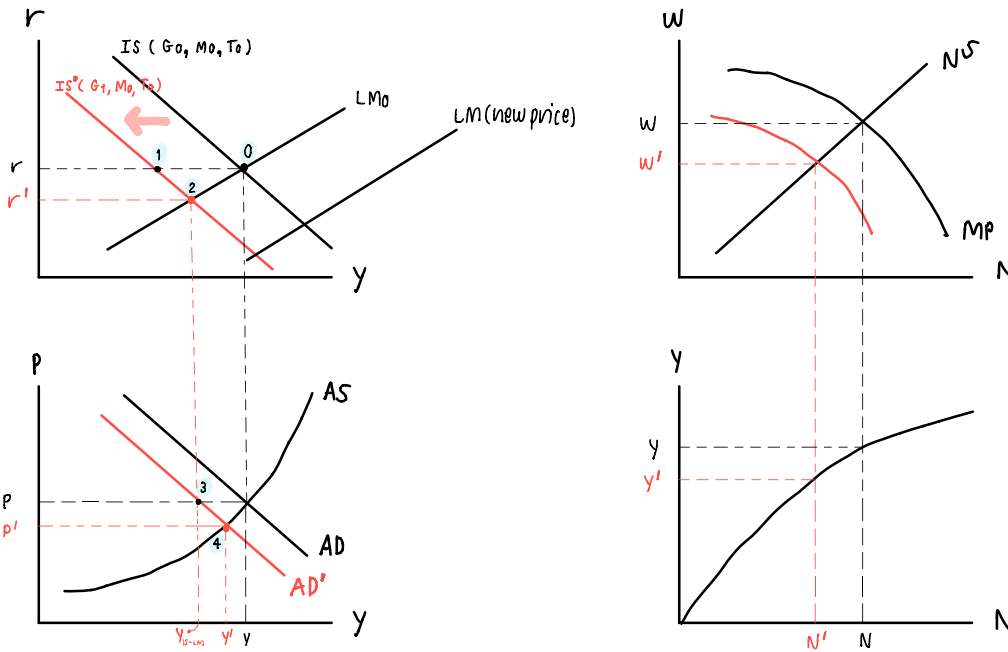 r
IS ( G0, M0, T0)
IS' ( G1, M0, T0)
LM0
LM (new price)
1
0
r
2
r'
Y
W
NS
W
W'
MP
N
P
AS
3
P
P'
4
AD
AD'
YIS-LM
Y'
Y
Y
Y
Y
Y'
N'
N
N